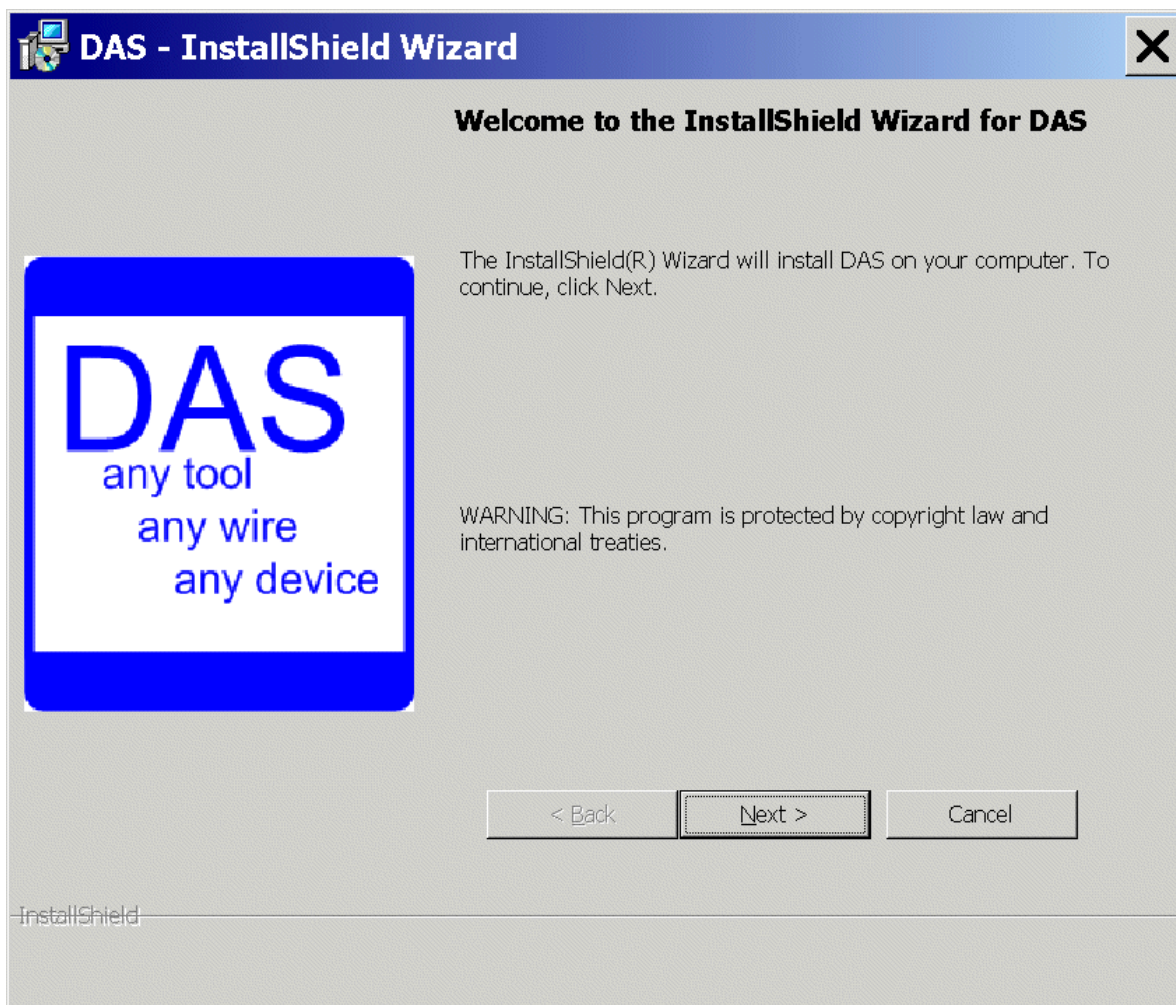 DAS - InstallShield Wizard
Welcome to the InstallShield Wizard for DAS
The InstallShield(R) Wizard will install DAS on your computer. To
continue, click Next.
DAS
any tool
any wire
any device
WARNING: This program is protected by copyright law and
international treaties.
< Back
Next >
Cancel
InstallShield